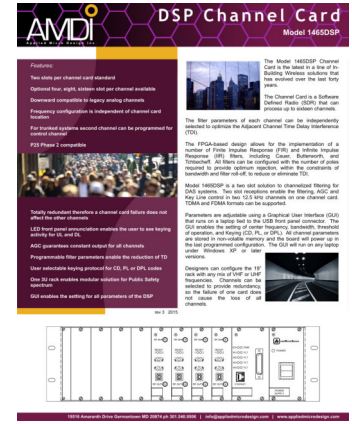 AMDi
Applied Micro Design Inc
DSP Channel Card
Model 1465DSP
Features:
Two slots per channel card standard
Optional four, eight, sixteen slot per channel available
Downward compatible to legacy analog channels
Frequency configuration is independent of channel card
location
For trunked systems second channel can be programmed for
control channel
P25 Phase 2 compatible
Totally redundant therefore a channel card failure does not
affect the other channels
LED front panel annunciation enables the user to see keying
activity for UL and DL
AGC guarantees constant output for all channels
Programmable filter parameters enable the reduction of TD
User selectable keying protocol for CD, PL or DPL codes
One 3U rack enables modular solution for Public Safety
spectrum
GUI enables the setting for all parameters of the DSP
The Model 1465DSP Channel
Card is the latest in a line of In-
Building Wireless solutions that
has evolved over the last forty
years.
The Channel Card is a Software
Defined Radio (SDR) that can
process up to sixteen channels.
The filter parameters of each channel can be independently
selected to optimize the Adjacent Channel Time Delay Interference
(TDI).
The FPGA-based design allows for the implementation of a
number of Finite Impulse Response (FIR) and Infinite Impulse
Response (IIR) filters, including Cauer, Butterworth, and
Tchbischeff. All filters can be configured with the number of poles
required to provide optimum rejection, within the constraints of
bandwidth and filter roll-off, to reduce or eliminate TDI.
Model 1465DSP is a two slot solution to channelized filtering for
DAS systems. Two slot receptions enable the filtering, AGC and
Key Line control in two 12.5 kHz channels on one channel card.
TDMA and FDMA formats can be supported.
Parameters are adjustable using a Graphical User Interface (GUI)
that runs on a laptop tied to the USB front panel connector. The
GUI enables the setting of center frequency, bandwidth, threshold
of operation, and Keying (CD, PL, or DPL). All channel parameters
are stored in non-volatile memory and the board will power up in
the last programmed configuration. The GUI will run on any laptop
under Windows XP or later
versions.
Designers can configure the 19"
rack with any mix of VHF or UHF
frequencies. Channels can be
selected to provide redundancy,
so the failure of one card does
not cause the loss of all
channels.
rev 3 2015
19516 Amaranth Drive Germantown MD 20874 ph 301.540.0506 | info@appliedmicrodesign.com | www.appliedmicrodesign.com